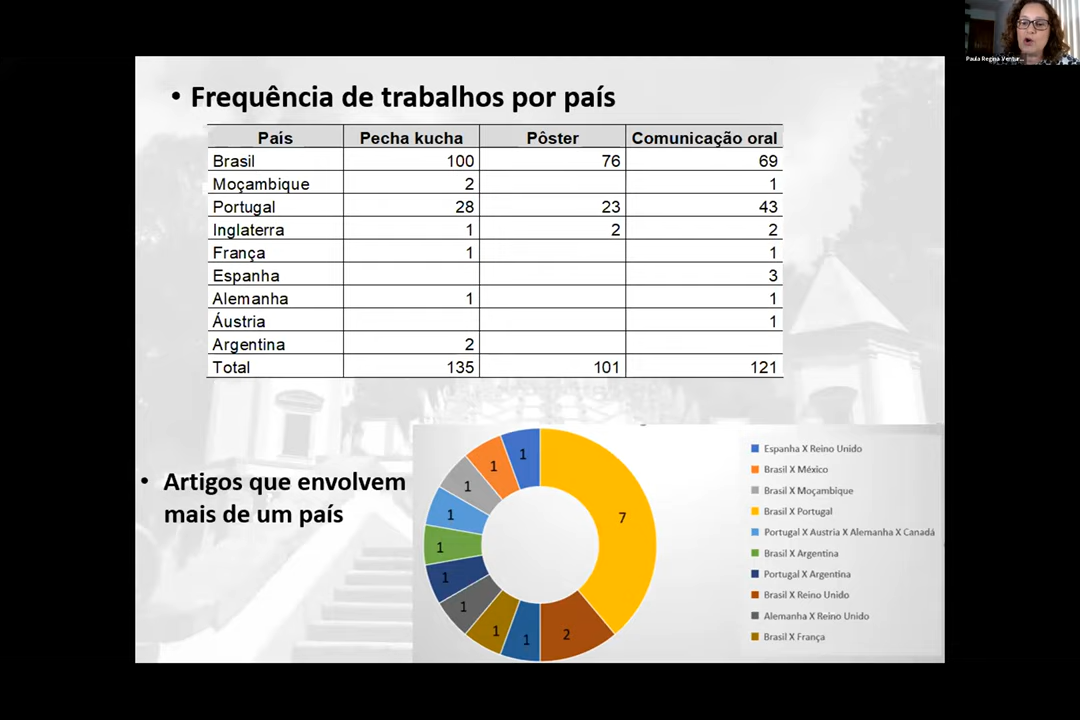 Paula Regina Ventur...
• Frequência de trabalhos por país
País Pecha kucha Pôster Comunicação oral
Brasil 100 76 69
Moçambique 2 1
Portugal 28 23 43
Inglaterra 1 2 2
França 1 1
Espanha 3
Alemanha 1 1
Áustria 1
Argentina 2
Total 135 101 121
• Artigos que envolvem
mais de um país
1
1
1
1
1
1
1
1
1
2
7
Espanha X Reino Unido
Brasil X México
Brasil X Moçambique
Brasil X Portugal
Portugal X Austria X Alemanha X Canadá
Brasil X Argentina
Portugal X Argentina
Brasil X Reino Unido
Alemanha X Reino Unido
Brasil X França